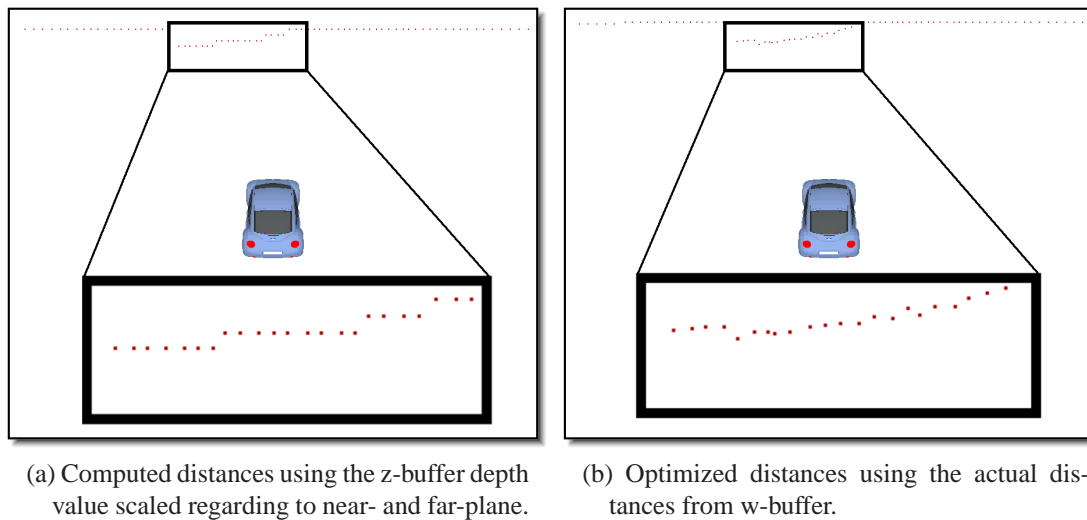 (a) Computed distances using the z-buffer depth
value scaled regarding to near- and far-plane.
(b) Optimized distances using the actual dis-
tances from w-buffer.